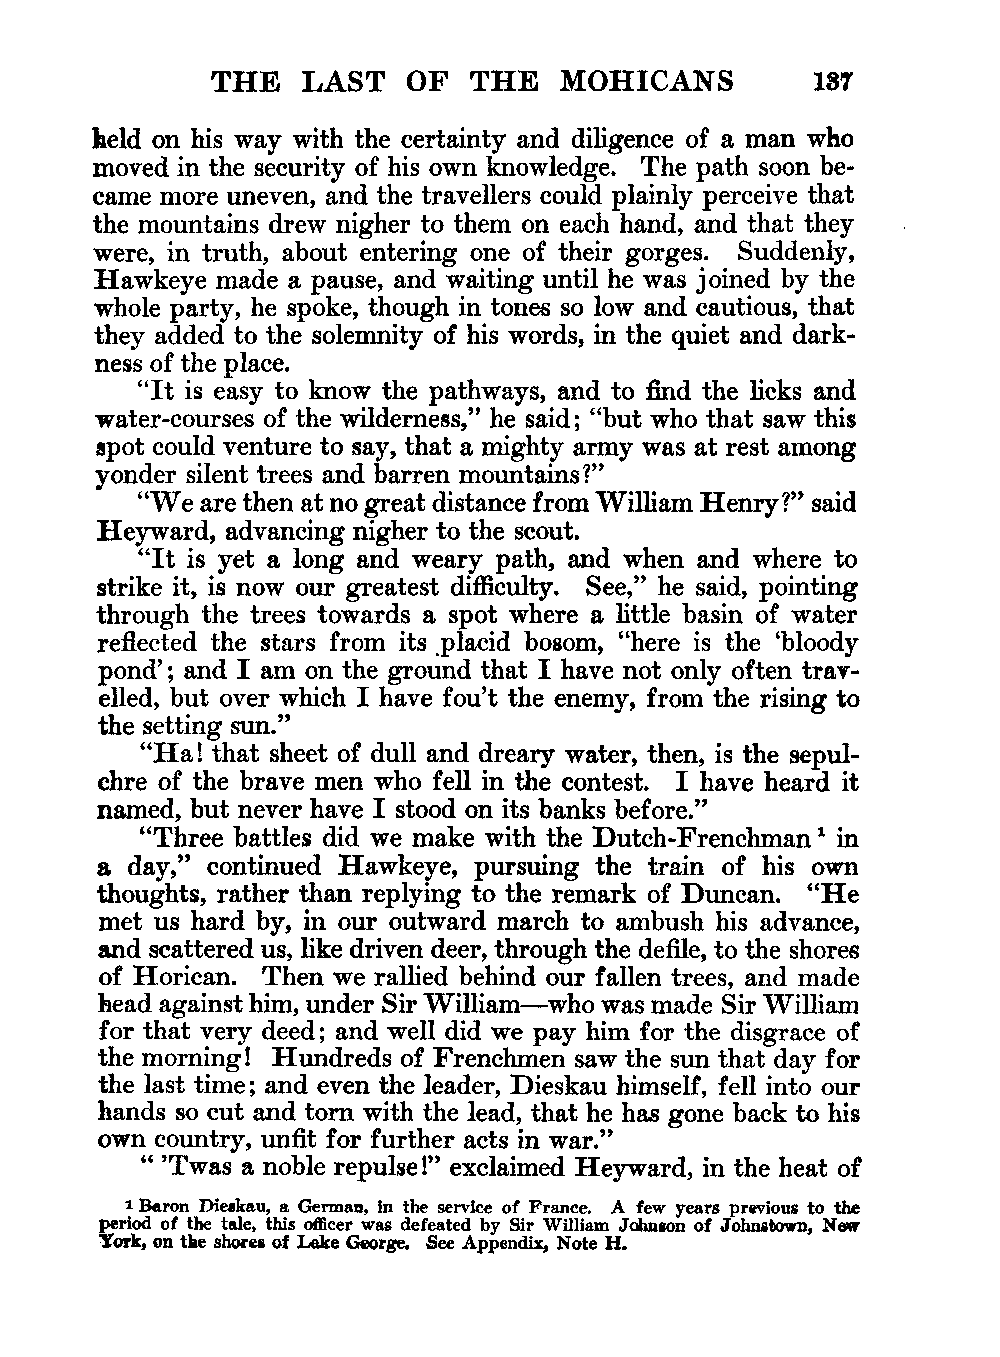 THE LAST OF THE MOHICANS 137
held on his way with the certainty and diligence of a man who
moved in the security of his own knowledge. The path soon be-
came more uneven, and the travellers could plainly perceive that
the mountains drew nigher to them on each hand, and that they
were, in truth, about entering one of their gorges. Suddenly,
Hawkeye made a pause, and waiting until he was joined by the
whole party, he spoke, though in tones so low and cautious, that
they added to the solemnity of his words, in the quiet and dark-
ness of the place.
“It is easy to know the pathways, and to find the licks and
water-courses of the wilderness,” he said; “but who that saw this
spot could venture to say, that a mighty army was at rest among
yonder silent trees and barren mountains?”
“We are then at no great distance from William Henry?” said
Heyward, advancing nigher to the scout.
“It is yet a long and weary path, and when and where to
strike it, is now our greatest difficulty. See,” he said, pointing
through the trees towards a spot where a little basin of water
reflected the stars from its placid bosom, “here is the ‘bloody
pond’; and I am on the ground that I have not only often trav-
elled, but over which I have fou’t the enemy, from the rising to
the setting sun.”
“Ha! that sheet of dull and dreary water, then, is the sepul-
chre of the brave men who fell in the contest. I have heard it
named, but never have I stood on its banks before.”
“Three battles did we make with the Dutch-Frenchman ¹ in
a day,” continued Hawkeye, pursuing the train of his own
thoughts, rather than replying to the remark of Duncan. “He
met us hard by, in our outward march to ambush his advance,
and scattered us, like driven deer, through the defile, to the shores
of Horican. Then we rallied behind our fallen trees, and made
head against him, under Sir William—who was made Sir William
for that very deed; and well did we pay him for the disgrace of
the morning! Hundreds of Frenchmen saw the sun that day for
the last time; and even the leader, Dieskau himself, fell into our
hands so cut and torn with the lead, that he has gone back to his
own country, unfit for further acts in war.”
“ ’Twas a noble repulse!” exclaimed Heyward, in the heat of
¹ Baron Dieskau, a German, in the service of France. A few years previous to the
period of the tale, this officer was defeated by Sir William Johnson of Johnstown, New
York, on the shores of Lake George. See Appendix, Note H.